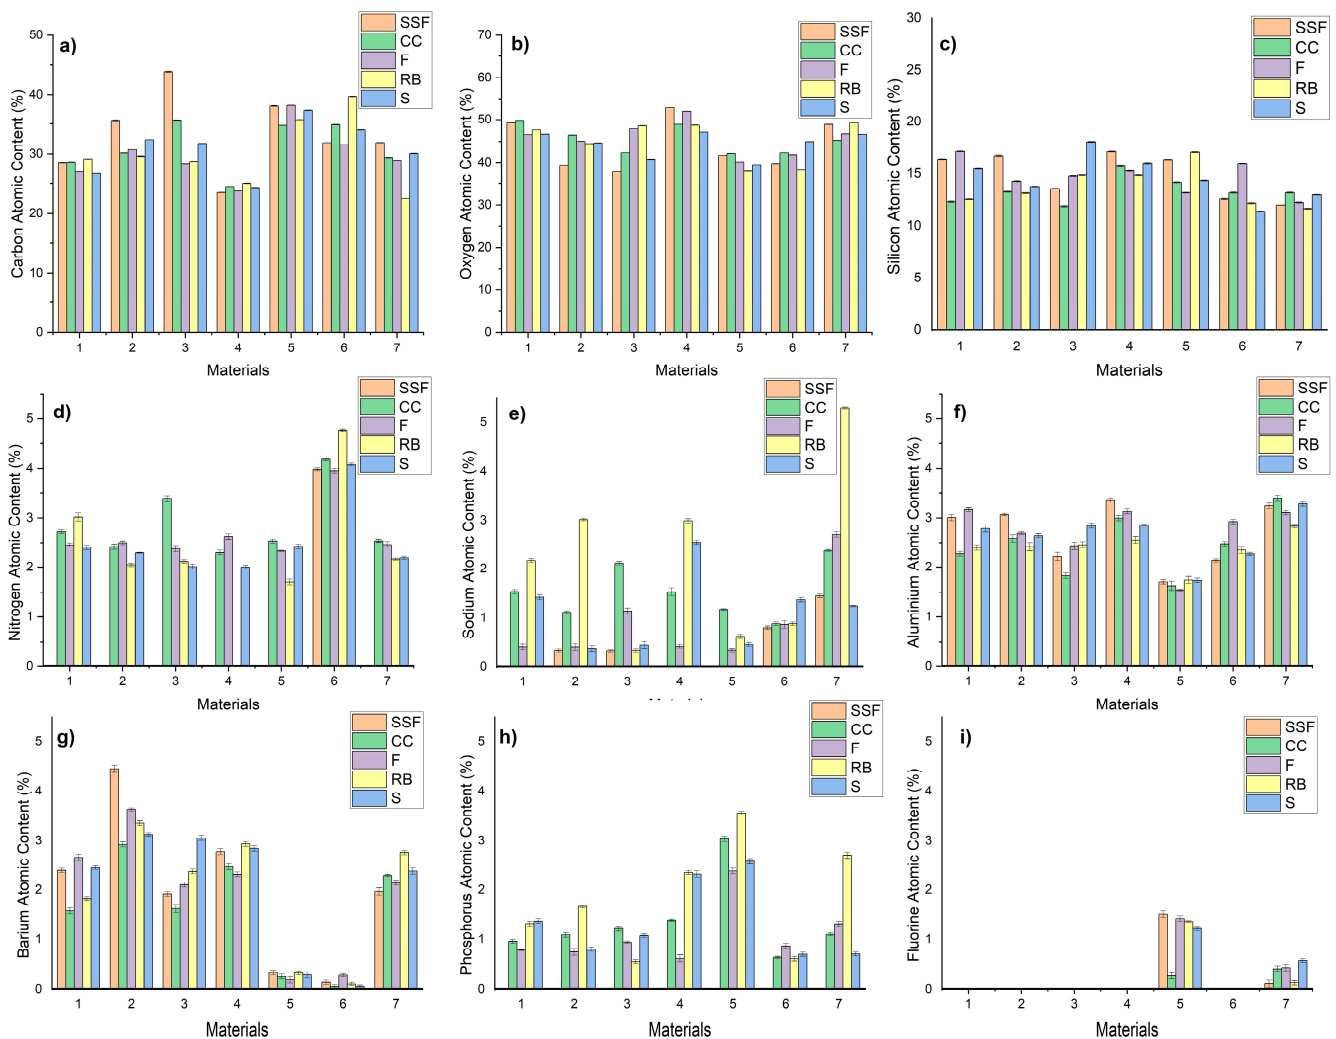 a)
SSF
CC
F
RB
S
50
40
30
20
10
0
Carbon Atomic Content (%)
1 2 3 4 5 6 7
Materials
b)
SSF
CC
F
RB
S
70
60
50
40
30
20
10
0
Oxygen Atomic Content (%)
1 2 3 4 5 6 7
Materials
c)
SSF
CC
F
RB
S
30
25
20
15
10
5
0
Silicon Atomic Content (%)
1 2 3 4 5 6 7
Materials
d)
SSF
CC
F
RB
S
5
4
3
2
1
0
Nitrogen Atomic Content (%)
1 2 3 4 5 6 7
Materials
e)
SSF
CC
F
RB
S
5
4
3
2
1
0
Sodium Atomic Content (%)
1 2 3 4 5 6 7
f)
SSF
CC
F
RB
S
5
4
3
2
1
0
Aluminium Atomic Content (%)
1 2 3 4 5 6 7
Materials
g)
SSF
CC
F
RB
S
5
4
3
2
1
0
Barium Atomic Content (%)
1 2 3 4 5 6 7
Materials
h)
SSF
CC
F
RB
S
5
4
3
2
1
0
Phosphorus Atomic Content (%)
1 2 3 4 5 6 7
Materials
i)
SSF
CC
F
RB
S
5
4
3
2
1
0
Fluorine Atomic Content (%)
1 2 3 4 5 6 7
Materials